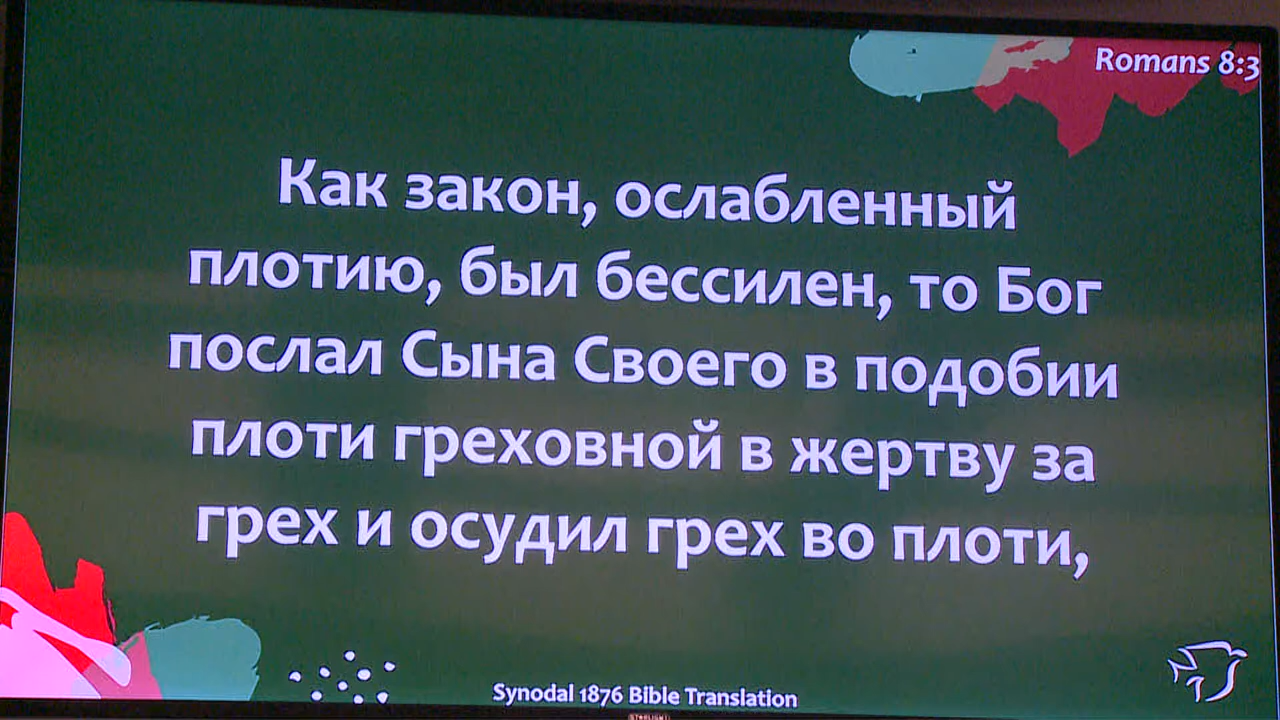 Romans 8:3
Как закон, ослабленный
плотию, был бессилен, то Бог
послал Сына Своего в подобии
плоти греховной в жертву за
грех и осудил грех во плоти,
Synodal 1876 Bible Translation
STARLIGHT